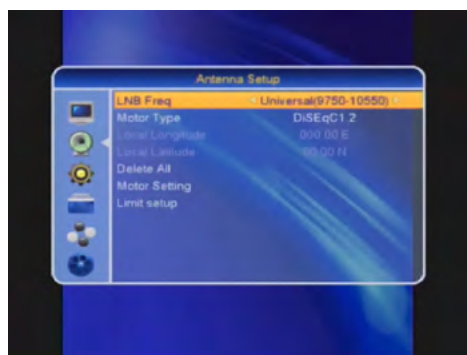 Antenna Setup
LNB Freq Universal(9750-10550)
Motor Type DiSEqC1.2
Local Longitude 000.00 E
Local Latitude 00.00 N
Delete All
Motor Setting
Limit setup